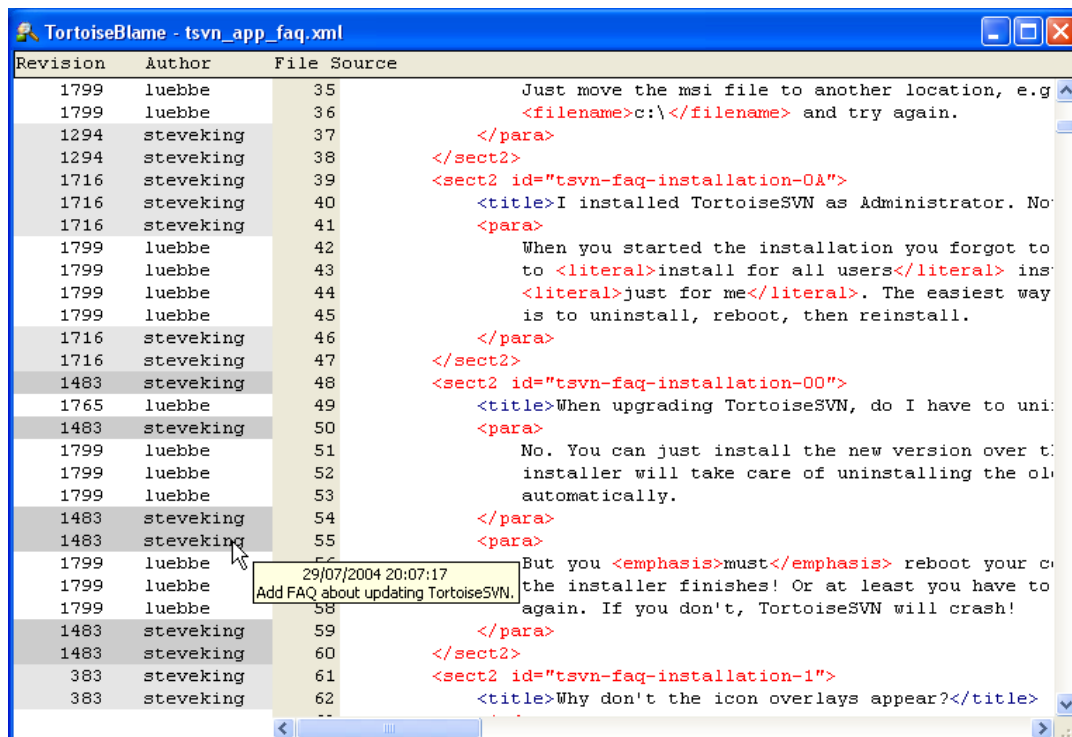 TortoiseBlame - tsvn_app_faq.xml
Revision Author File Source
1799 luebbe 35 Just move the msi file to another location, e.g
1799 luebbe 36 <filename>c:\</filename> and try again.
1294 steveking 37 </para>
1294 steveking 38 </sect2>
1716 steveking 39 <sect2 id="tsvn-faq-installation-0A">
1716 steveking 40 <title>I installed TortoiseSVN as Administrator.
1716 steveking 41 <para>
1799 luebbe 42 When you started the installation you forgot to
1799 luebbe 43 to <literal>install for all users</literal>
1799 luebbe 44 <literal>just for me</literal>. The easiest way
1799 luebbe 45 is to uninstall, reboot, then reinstall.
1716 steveking 46 </para>
1716 steveking 47 </sect2>
1483 steveking 48 <sect2 id="tsvn-faq-installation-00">
1765 luebbe 49 <title>When upgrading TortoiseSVN, do I have to
1483 steveking 50 <para>
1799 luebbe 51 No. You can just install the new version over
1799 luebbe 52 installer will take care of uninstalling the
1799 luebbe 53 automatically.
1483 steveking 54 </para>
1483 steveking 55 <para>
1799 luebbe But you <emphasis>must</emphasis> reboot your
29/07/2004 20:07:17
1799 luebbe the installer finishes! Or at least you have to
Add FAQ about updating TortoiseSVN.
1799 luebbe 58 again. If you don't, TortoiseSVN will crash!
1483 steveking 59 </para>
1483 steveking 60 </sect2>
383 steveking 61 <sect2 id="tsvn-faq-installation-1">
383 steveking 62 <title>Why don't the icon overlays appear?</title>